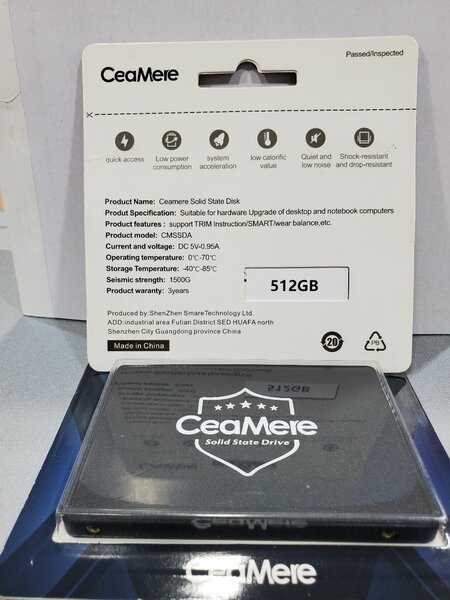 Passed/Inspected
CeaMere
quick access
Low power consumption
system acceleration
low calonfic value
Quiet and low noise
Shock-resistant and drop-resistant
Product Name: Ceamere Solid State Disk
Produt Specification: Suitable for hardware Upgrade of desktop and notebook computers
Product features : support TRIM Instruction/SMART/wear balance,etc.
Product model: CMSSDA
Current and voltage: DC 5V-0.95A
Operating temperature: 0℃-70℃
Storage Temperature: -40℃-85℃
Seismic strength: 1500G
Product waranty: 3years
512GB
Produced by:ShenZhen SmareTechnology Ltd.
ADD:industrial area Futian District SED HUAFA north
Shenzhen City Guangdong province China
Made in China
20
PB
CeaMere
Solid State Drive
CeaMere
CeaMere